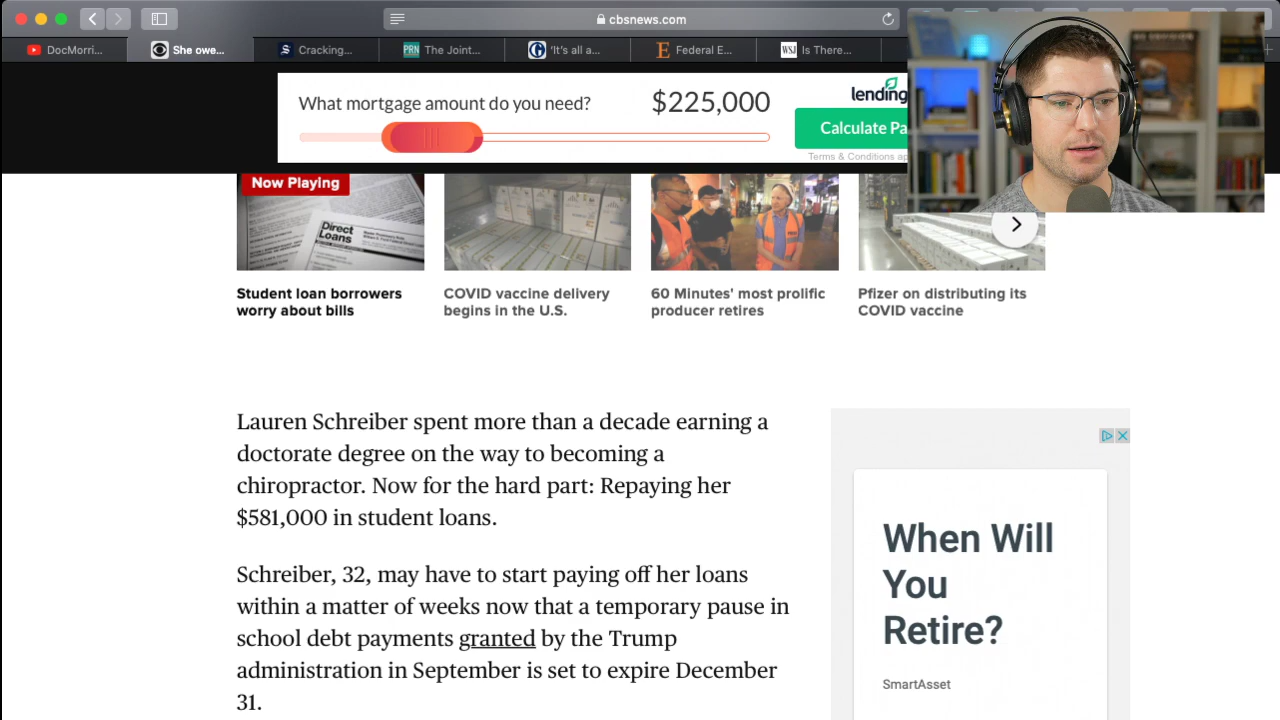 cbsnews.com
DocMorri...
She owe...
Cracking...
PRN
The Joint...
'It's all a...
E
Federal E...
WSJ
Is There...
What mortgage amount do you need?
$225,000
lending
Calculate Pa
Terms & Conditions ap
Now Playing
Direct
Loans
Student loan borrowers
worry about bills
COVID vaccine delivery
begins in the U.S.
60 Minutes' most prolific
producer retires
Pfizer on distributing its
COVID vaccine
Lauren Schreiber spent more than a decade earning a
doctorate degree on the way to becoming a
chiropractor. Now for the hard part: Repaying her
$581,000 in student loans.
Schreiber, 32, may have to start paying off her loans
within a matter of weeks now that a temporary pause in
school debt payments granted by the Trump
administration in September is set to expire December
31.
When Will
You
Retire?
SmartAsset